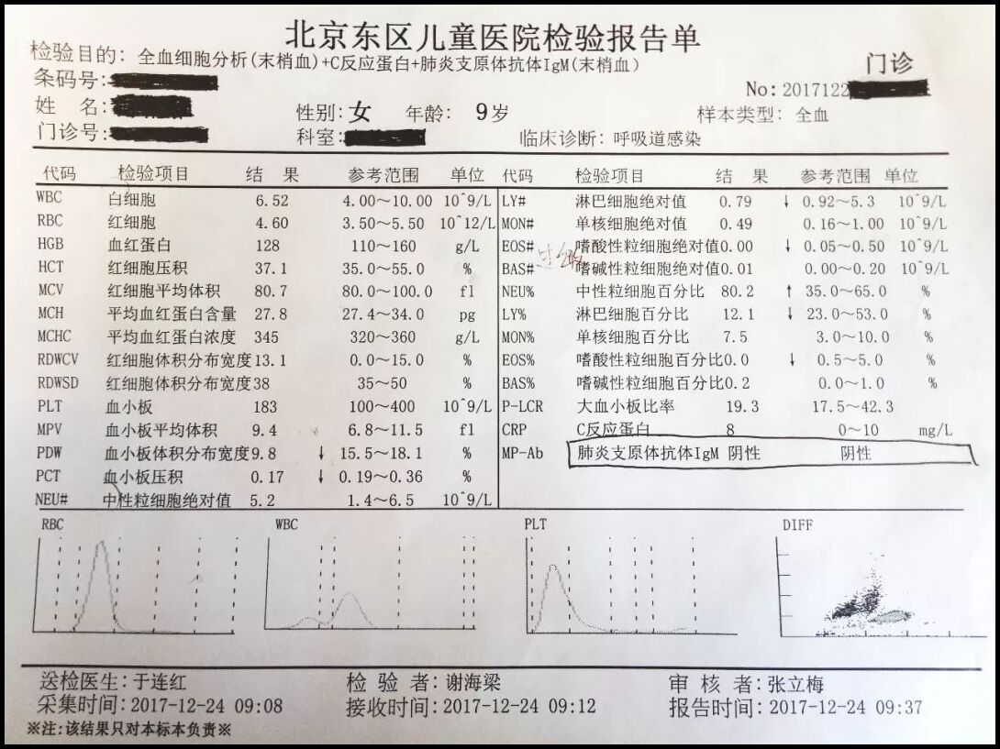 北京东区儿童医院检验报告单
检验目的: 全血细胞分析(末梢血)+C反应蛋白+肺炎支原体抗体IgM(末梢血)
门诊
条码号:
No: 2017122
姓 名:
性别: 女 年龄: 9岁
样本类型: 全血
门诊号:
科室:
临床诊断: 呼吸道感染
代码 检验项目 结 果 参考范围 单位
WBC 白细胞 6.52 4.00～10.00 10^9/L
RBC 红细胞 4.60 3.50～5.50 10^12/L
HGB 血红蛋白 128 110～160 g/L
HCT 红细胞压积 37.1 35.0～55.0 %
MCV 红细胞平均体积 80.7 80.0～100.0 fl
MCH 平均血红蛋白含量 27.8 27.4～34.0 pg
MCHC 平均血红蛋白浓度 345 320～360 g/L
RDWCV 红细胞体积分布宽度 13.1 0.0～15.0 %
RDWSD 红细胞体积分布宽度 38 35～50 %
PLT 血小板 183 100～400 10^9/L
MPV 血小板平均体积 9.4 6.8～11.5 fl
PDW 血小板体积分布宽度 9.8 ↓ 15.5～18.1 %
PCT 血小板压积 0.17 ↓ 0.19～0.36 %
NEU# 中性粒细胞绝对值 5.2 1.4～6.5 10^9/L
代码 检验项目 结 果 参考范围 单位
LY# 淋巴细胞绝对值 0.79 ↓ 0.92～5.3 10^9/L
MON# 单核细胞绝对值 0.49 0.16～1.00 10^9/L
EOS# 嗜酸性粒细胞绝对值 0.00 ↓ 0.05～0.50 10^9/L
BAS# 嗜碱性粒细胞绝对值 0.01 0.00～0.20 10^9/L
NEU% 中性粒细胞百分比 80.2 ↑ 35.0～65.0 %
LY% 淋巴细胞百分比 12.1 ↓ 23.0～53.0 %
MON% 单核细胞百分比 7.5 3.0～10.0 %
EOS% 嗜酸性粒细胞百分比 0.0 ↓ 0.5～5.0 %
BAS% 嗜碱性粒细胞百分比 0.2 0.0～1.0 %
P-LCR 大血小板比率 19.3 17.5～42.3
CRP C反应蛋白 8 0～10 mg/L
MP-Ab 肺炎支原体抗体IgM 阴性 阴性
RBC WBC PLT DIFF
送检医生: 于连红 检 验 者: 谢海梁 审 核 者: 张立梅
采集时间: 2017-12-24 09:08 接收时间: 2017-12-24 09:12 报告时间: 2017-12-24 09:37
※注:该结果只对本标本负责※